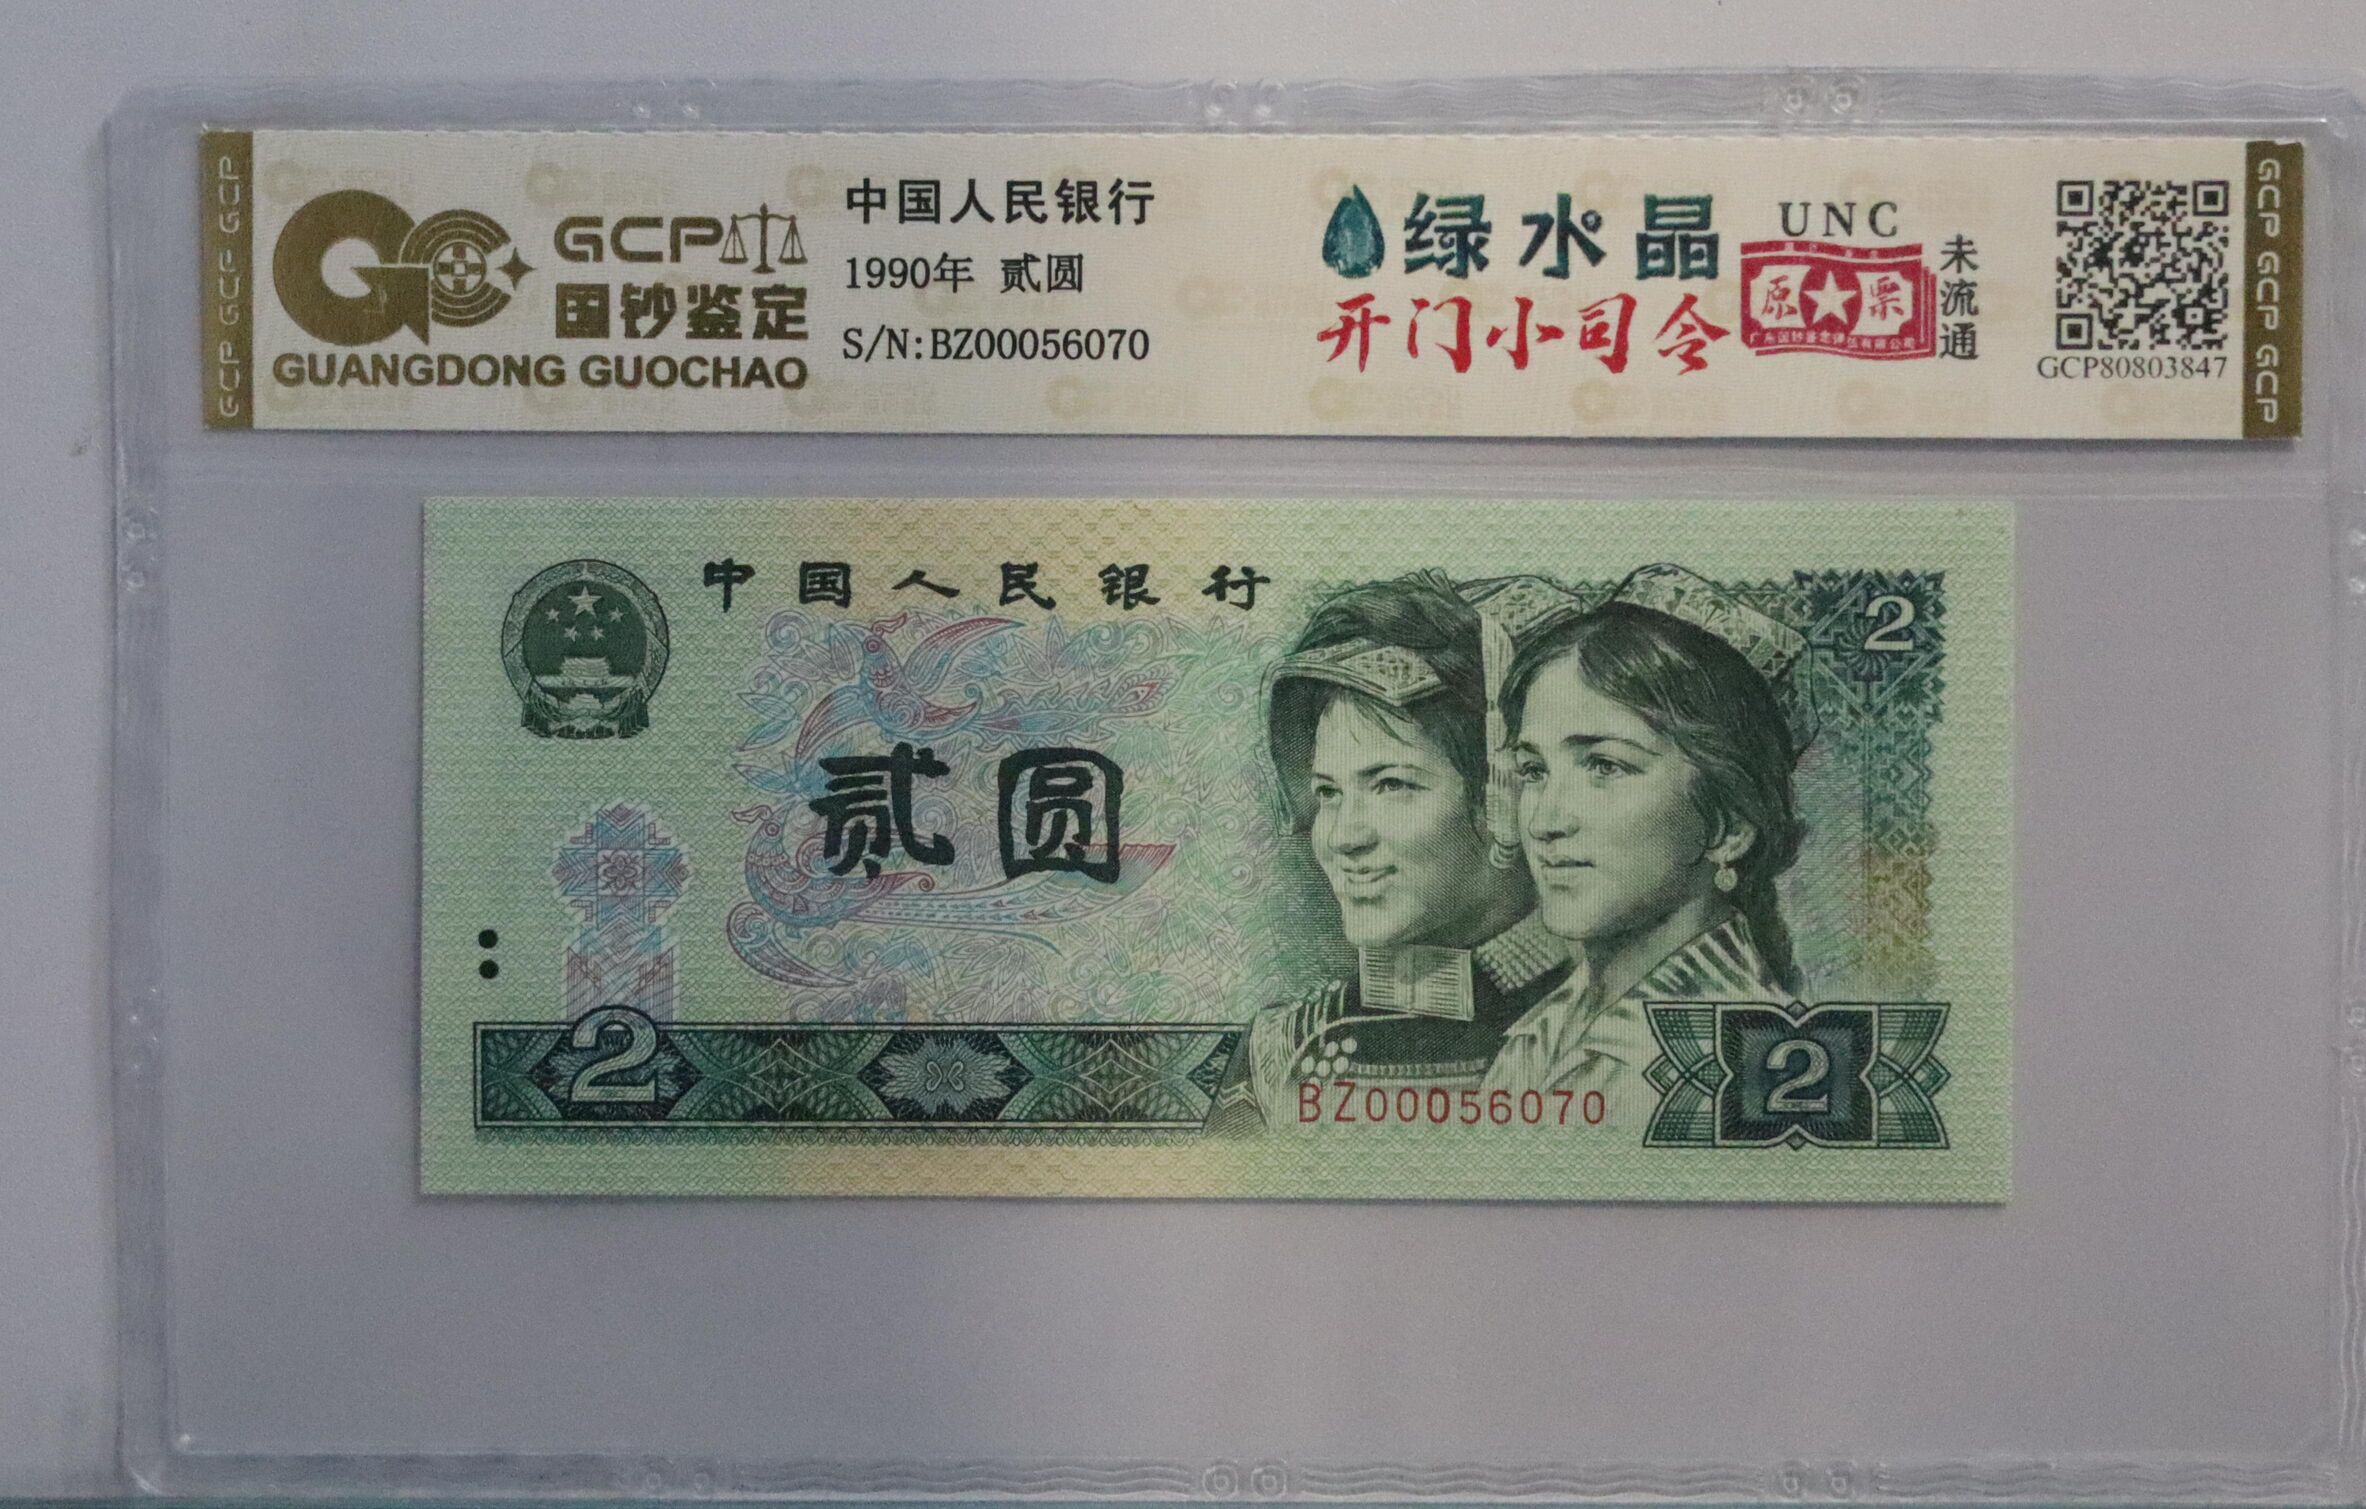 GCP GCP GCP
GCP
国钞鉴定
GUANGDONG GUOCHAO
中国人民银行
1990年 贰圆
S/N:BZ00056070
绿水晶
开门小司令
UNC
原票
未流通
GCP80803847
GCP GCP GCP
中国人民银行
2
贰圆
2
BZ00056070
2